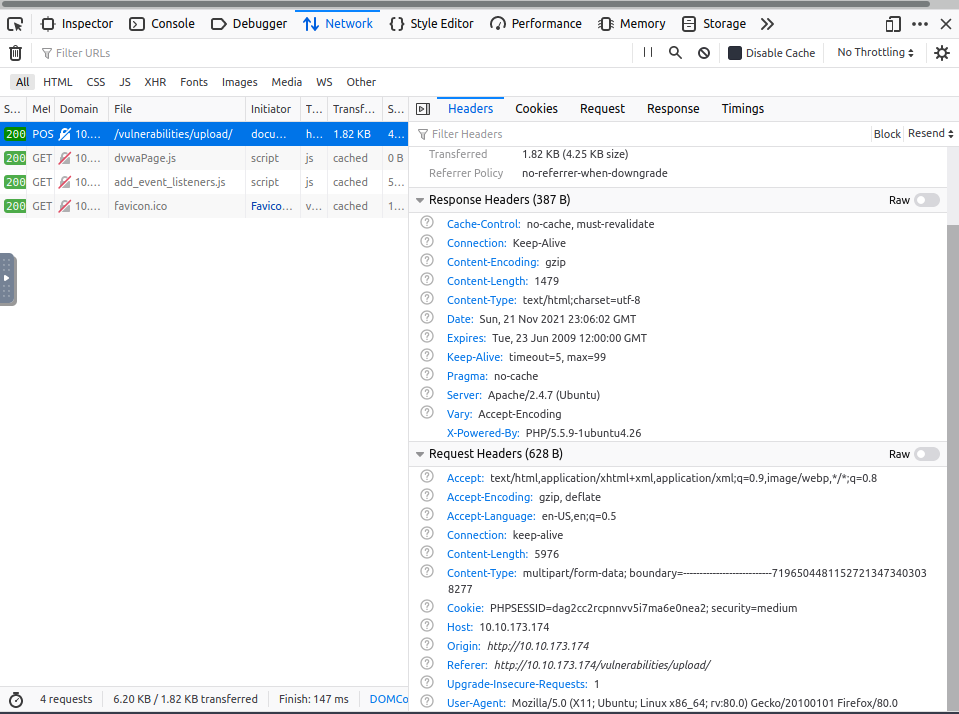 Inspector Console Debugger Network Style Editor Performance Memory Storage
Filter URLs Disable Cache No Throttling
All HTML CSS JS XHR Fonts Images Media WS Other
S... Met Domain File Initiator T... Transf... S...
200 POS 10.... /vulnerabilities/upload/ docu... h... 1.82 KB 4...
200 GET 10.... dvwaPage.js script js cached 0 B
200 GET 10.... add_event_listeners.js script js cached 5...
200 GET 10.... favicon.ico Favico... v... cached 1...
Headers Cookies Request Response Timings
Filter Headers Block Resend
Transferred 1.82 KB (4.25 KB size)
Referrer Policy no-referrer-when-downgrade
Response Headers (387 B) Raw
Cache-Control: no-cache, must-revalidate
Connection: Keep-Alive
Content-Encoding: gzip
Content-Length: 1479
Content-Type: text/html;charset=utf-8
Date: Sun, 21 Nov 2021 23:06:02 GMT
Expires: Tue, 23 Jun 2009 12:00:00 GMT
Keep-Alive: timeout=5, max=99
Pragma: no-cache
Server: Apache/2.4.7 (Ubuntu)
Vary: Accept-Encoding
X-Powered-By: PHP/5.5.9-1ubuntu4.26
Request Headers (628 B) Raw
Accept: text/html,application/xhtml+xml,application/xml;q=0.9,image/webp,*/*;q=0.8
Accept-Encoding: gzip, deflate
Accept-Language: en-US,en;q=0.5
Connection: keep-alive
Content-Length: 5976
Content-Type: multipart/form-data; boundary=---------------------------719650448115272134734030​3
8277
Cookie: PHPSESSID=dag2cc2rcpnnvv5i7ma6e0nea2; security=medium
Host: 10.10.173.174
Origin: http://10.10.173.174
Referer: http://10.10.173.174/vulnerabilities/upload/
Upgrade-Insecure-Requests: 1
User-Agent: Mozilla/5.0 (X11; Ubuntu; Linux x86_64; rv:80.0) Gecko/20100101 Firefox/80.0
4 requests 6.20 KB / 1.82 KB transferred Finish: 147 ms DOMCo